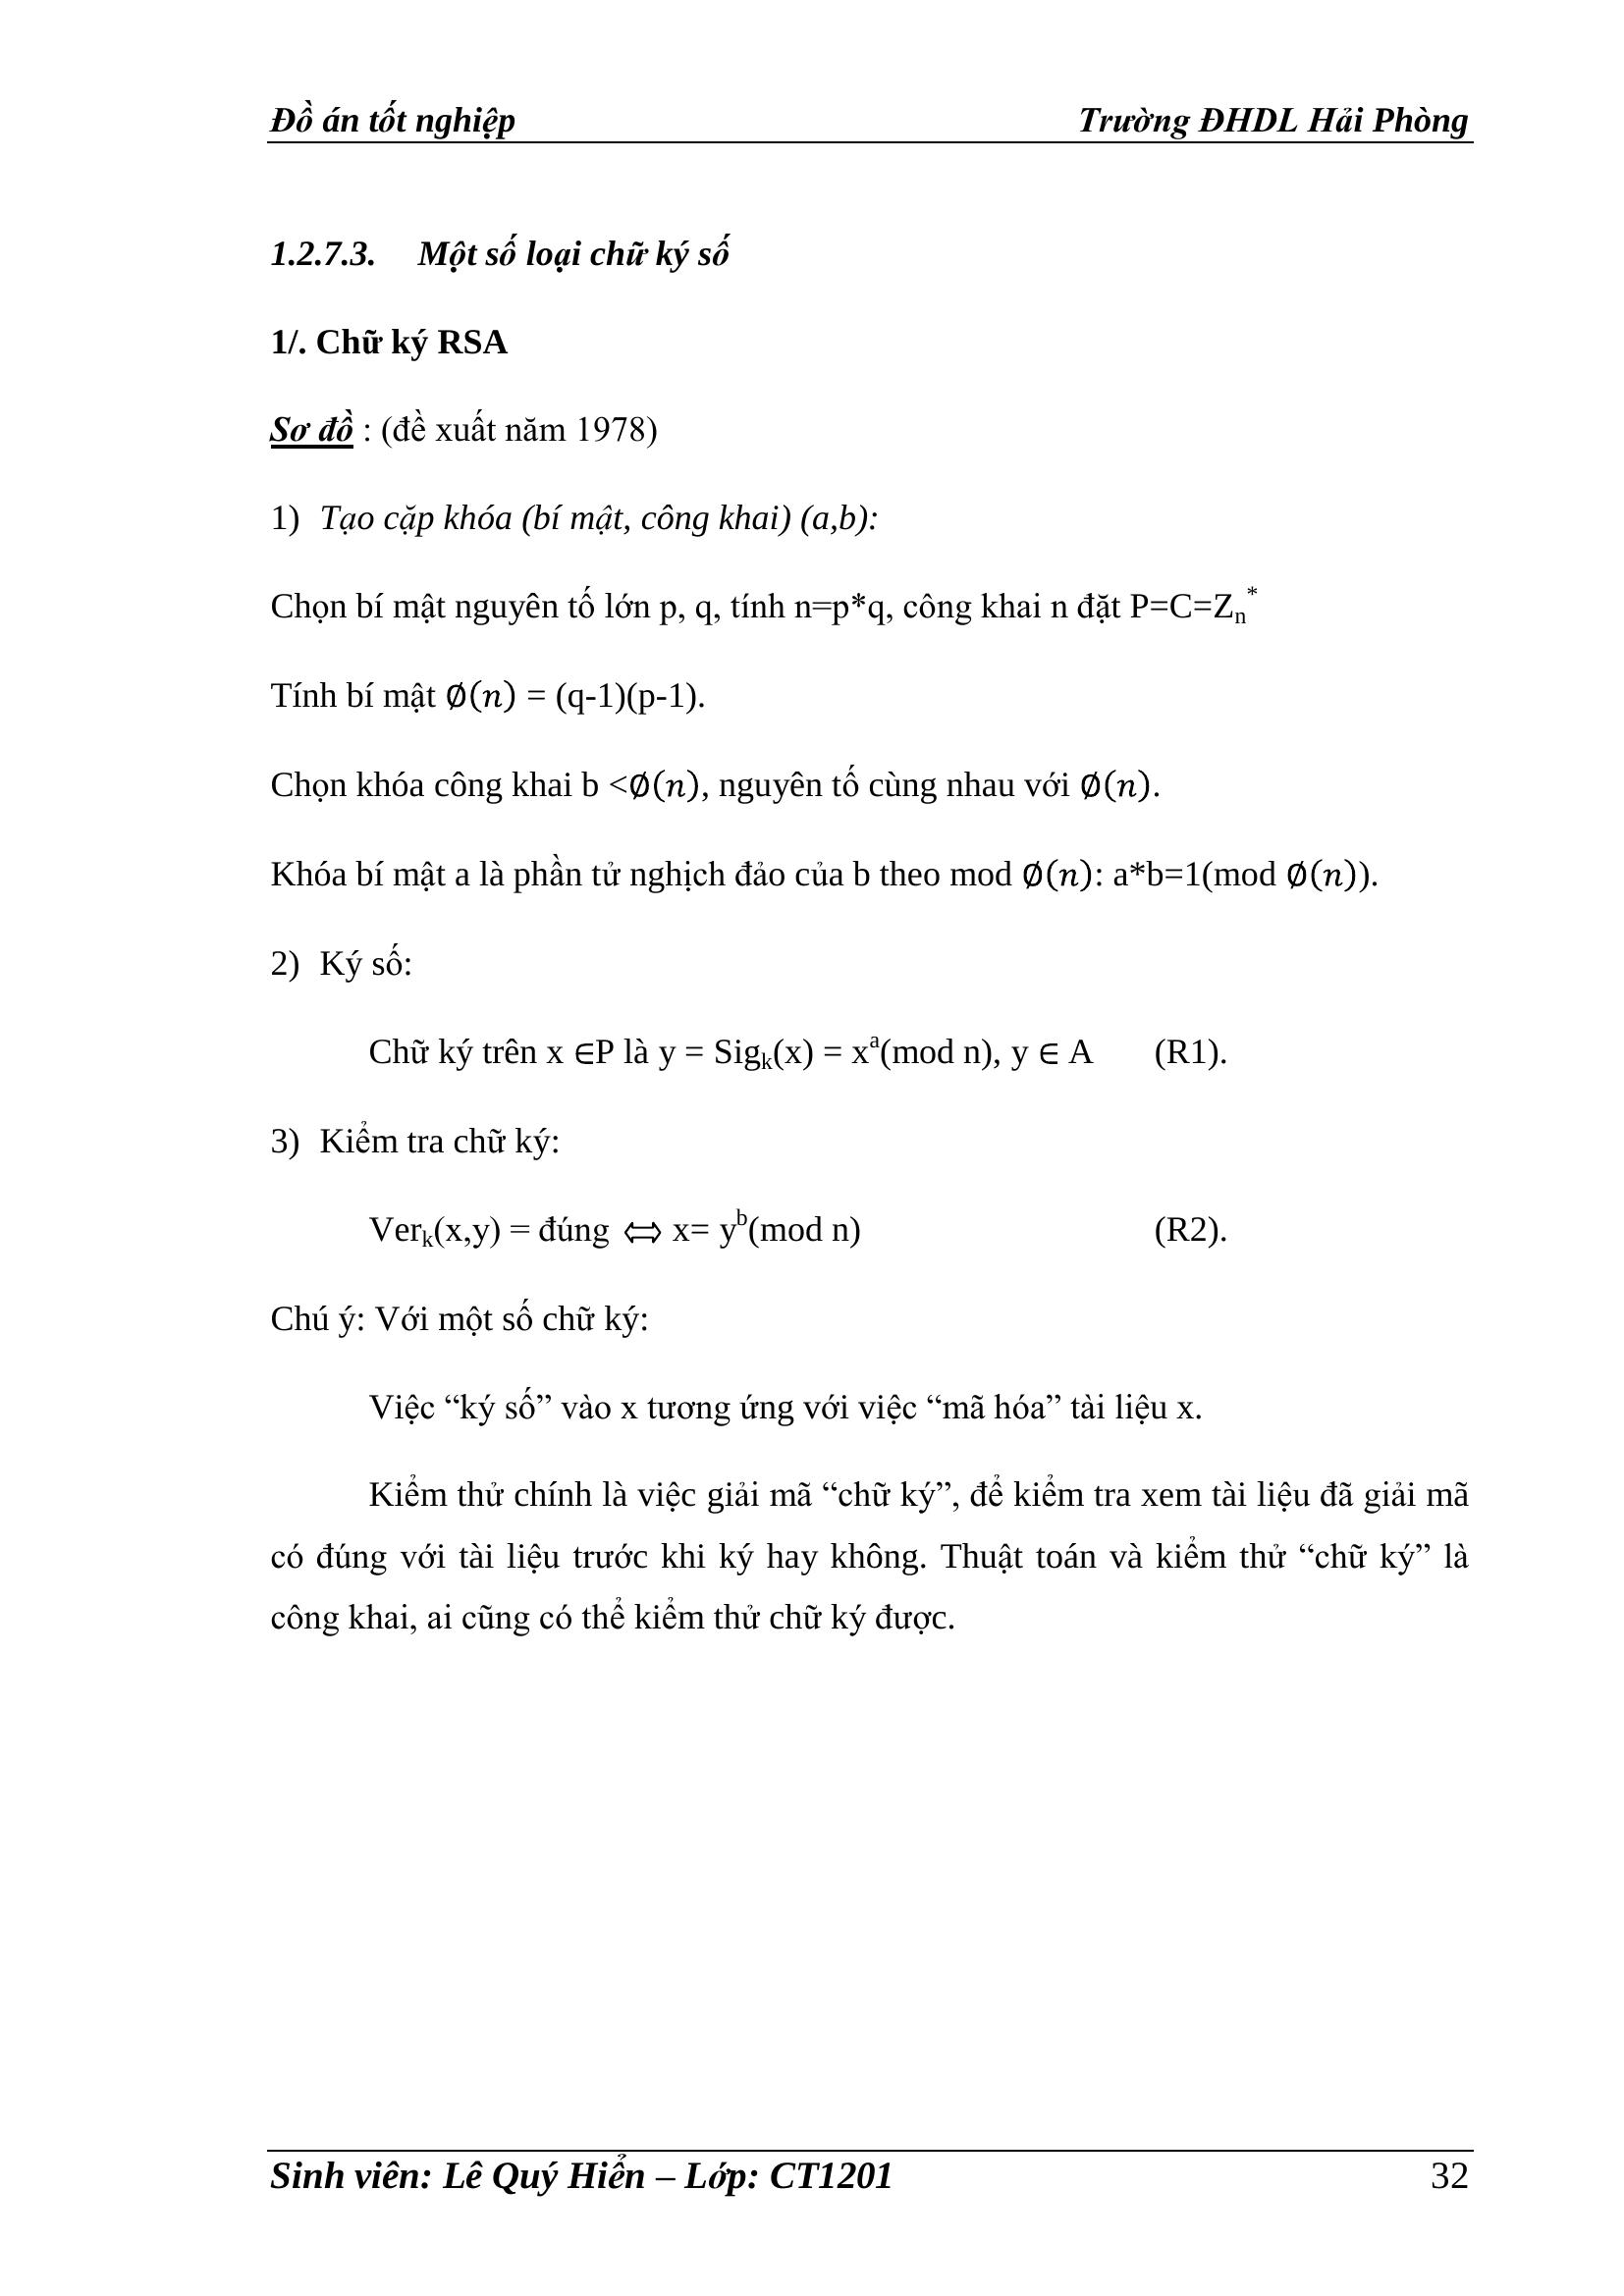 Đồ án tốt nghiệp Trường ĐHDL Hải Phòng
1.2.7.3. Một số loại chữ ký số
1/. Chữ ký RSA
Sơ đồ : (đề xuất năm 1978)
1) Tạo cặp khóa (bí mật, công khai) (a,b):
Chọn bí mật nguyên tố lớn p, q, tính n=p*q, công khai n đặt P=C=Zₙ*
Tính bí mật ∅(n) = (q-1)(p-1).
Chọn khóa công khai b <∅(n), nguyên tố cùng nhau với ∅(n).
Khóa bí mật a là phần tử nghịch đảo của b theo mod ∅(n): a*b=1(mod ∅(n)).
2) Ký số:
Chữ ký trên x ∈P là y = Sigₖ(x) = xᵃ(mod n), y ∈ A (R1).
3) Kiểm tra chữ ký:
Verₖ(x,y) = đúng ⇔ x= yᵇ(mod n) (R2).
Chú ý: Với một số chữ ký:
Việc “ký số” vào x tương ứng với việc “mã hóa” tài liệu x.
Kiểm thử chính là việc giải mã “chữ ký”, để kiểm tra xem tài liệu đã giải mã
có đúng với tài liệu trước khi ký hay không. Thuật toán và kiểm thử “chữ ký” là
công khai, ai cũng có thể kiểm thử chữ ký được.
Sinh viên: Lê Quý Hiển – Lớp: CT1201 32